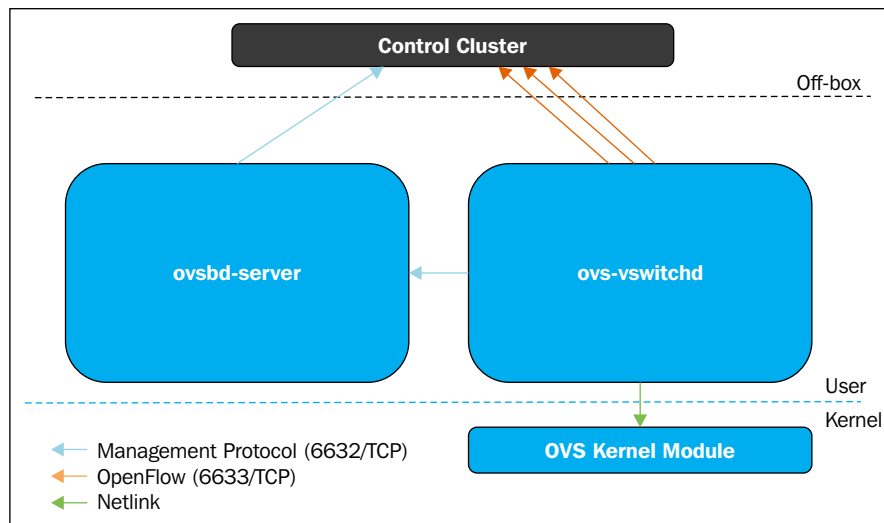 Control Cluster
Off-box
ovsbd-server
ovs-vswitchd
User
Kernel
Management Protocol (6632/TCP)
OVS Kernel Module
OpenFlow (6633/TCP)
Netlink